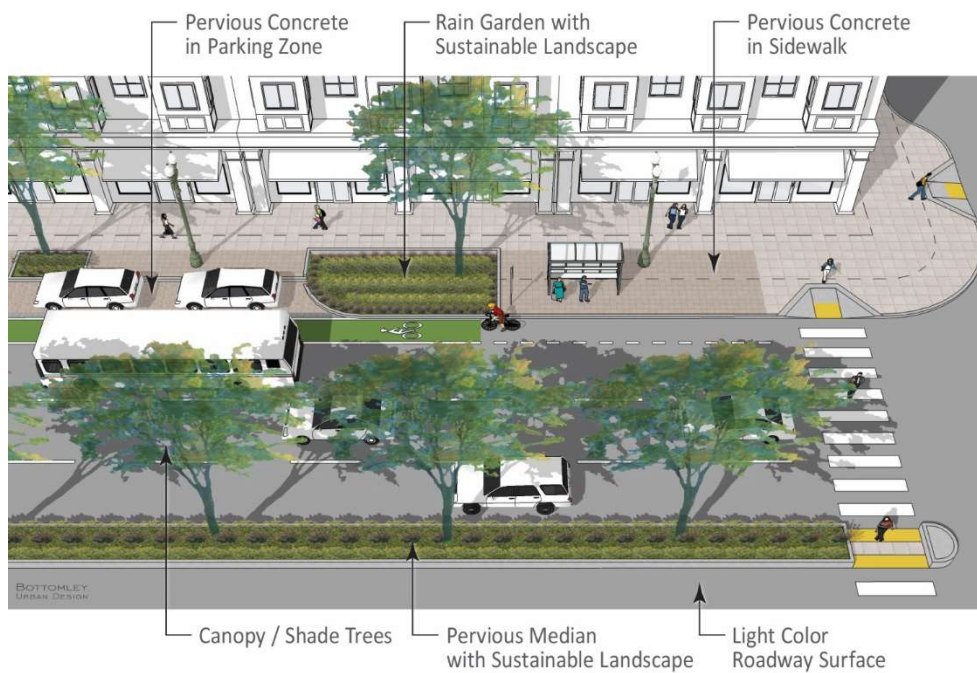 Pervious Concrete
in Parking Zone
Rain Garden with
Sustainable Landscape
Pervious Concrete
in Sidewalk
BOTTOMLEY
URBAN DESIGN
Canopy / Shade Trees
Pervious Median
with Sustainable Landscape
Light Color
Roadway Surface